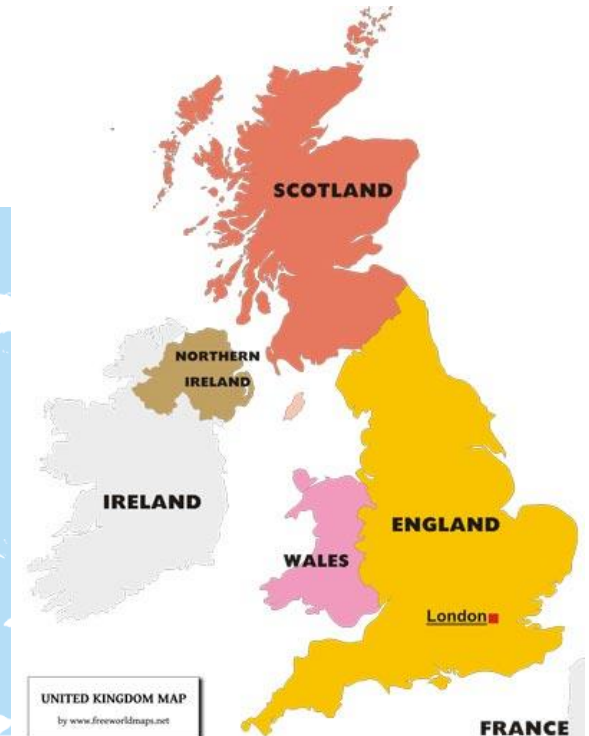 SCOTLAND
NORTHERN
IRELAND
IRELAND
ENGLAND
WALES
London
UNITED KINGDOM MAP
by www.freeworldmaps.net
FRANCE